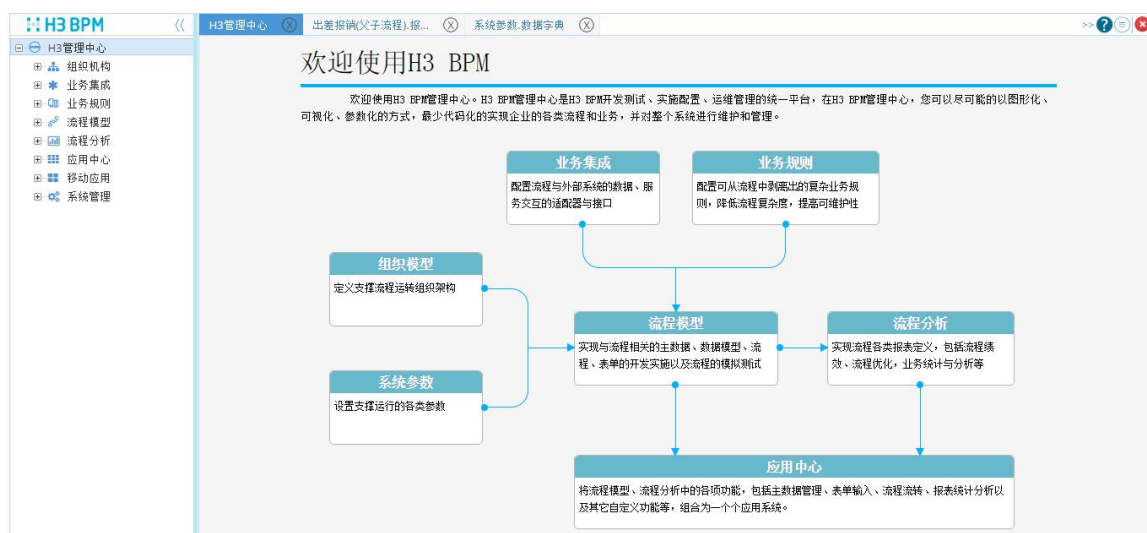 H3 BPM
H3管理中心
出差报销(父子流程).报...
系统参数.数据字典
>>
H3管理中心
组织机构
业务集成
业务规则
流程模型
流程分析
应用中心
移动应用
系统管理
欢迎使用H3 BPM
欢迎使用H3 BPM管理中心。H3 BPM管理中心是H3 BPM开发测试、实施配置、运维管理的统一平台，在H3 BPM管理中心，您可以尽可能的以图形化、
可视化、参数化的方式，最少代码化的实现企业的各类流程和业务，并对整个系统进行维护和管理。
业务集成
配置流程与外部系统的数据、服
务交互的适配器与接口
业务规则
配置可从流程中剥离出的复杂业务规
则，降低流程复杂度，提高可维护性
组织模型
定义支撑流程运转组织架构
流程模型
实现与流程相关的主数据、数据模型、流
程、表单的开发实施以及流程的模拟测试
流程分析
实现流程各类报表定义，包括流程绩
效、流程优化，业务统计与分析等
系统参数
设置支撑运行的各类参数
应用中心
将流程模型、流程分析中的各项功能，包括主数据管理、表单输入、流程流转、报表统计分析以
及其它自定义功能等，组合为一个个应用系统。